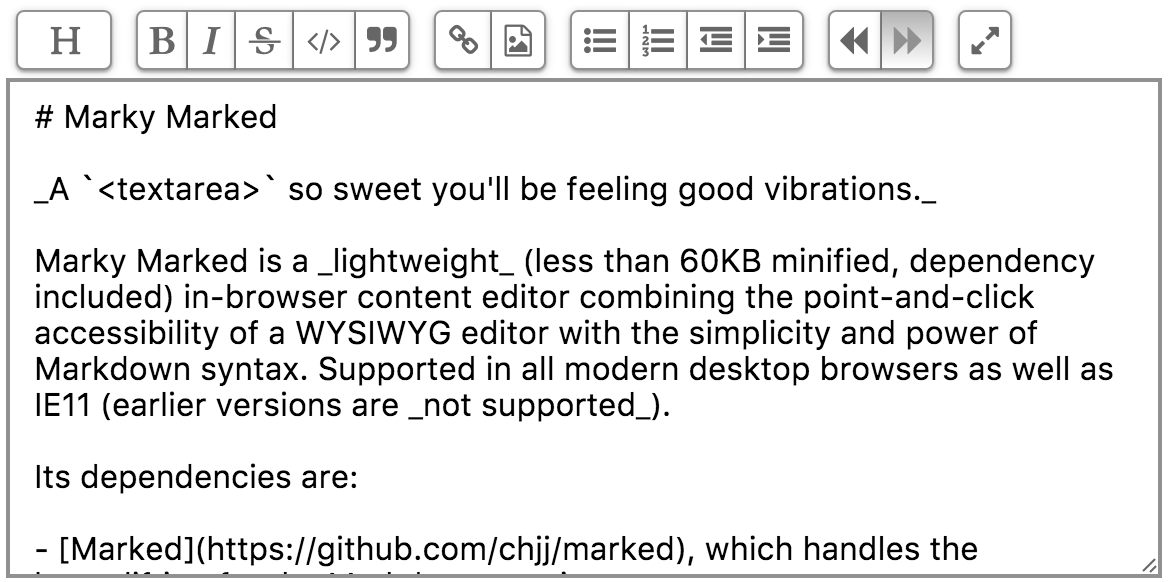 H B I S </>
# Marky Marked
_A `<textarea>` so sweet you'll be feeling good vibrations._
Marky Marked is a _lightweight_ (less than 60KB minified, dependency
included) in-browser content editor combining the point-and-click
accessibility of a WYSIWYG editor with the simplicity and power of
Markdown syntax. Supported in all modern desktop browsers as well as
IE11 (earlier versions are _not supported_).
Its dependencies are:
- [Marked](https://github.com/chjj/marked), which handles the